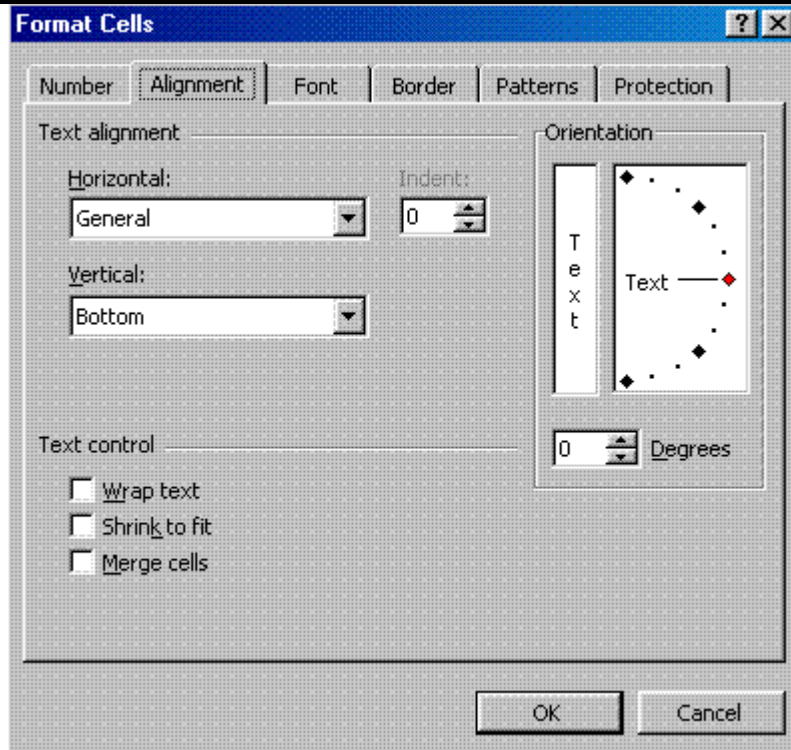 Format Cells
Number Alignment Font Border Patterns Protection
Text alignment
Horizontal:
General
Indent:
0
Vertical:
Bottom
Text control
Wrap text
Shrink to fit
Merge cells
Orientation
Text
Text
0 Degrees
OK Cancel